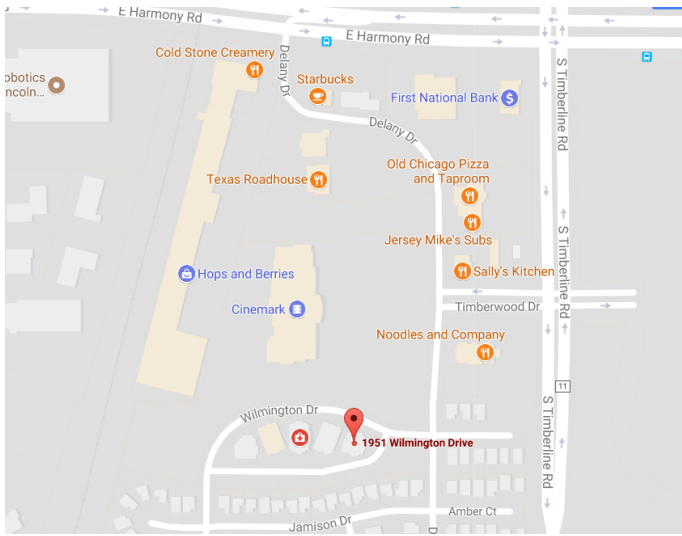 E Harmony Rd
E Harmony Rd
Cold Stone Creamery
Delany Dr
Starbucks
obotics
ncoln...
First National Bank
S Timberline Rd
Delany Dr
Old Chicago Pizza
and Taproom
Texas Roadhouse
Jersey Mike's Subs
S Timberline Rd
Hops and Berries
Sally's Kitchen
Cinemark
Timberwood Dr
Noodles and Company
11
Wilmington Dr
S Timberline Rd
1951 Wilmington Drive
Amber Ct
Jamison Dr
D